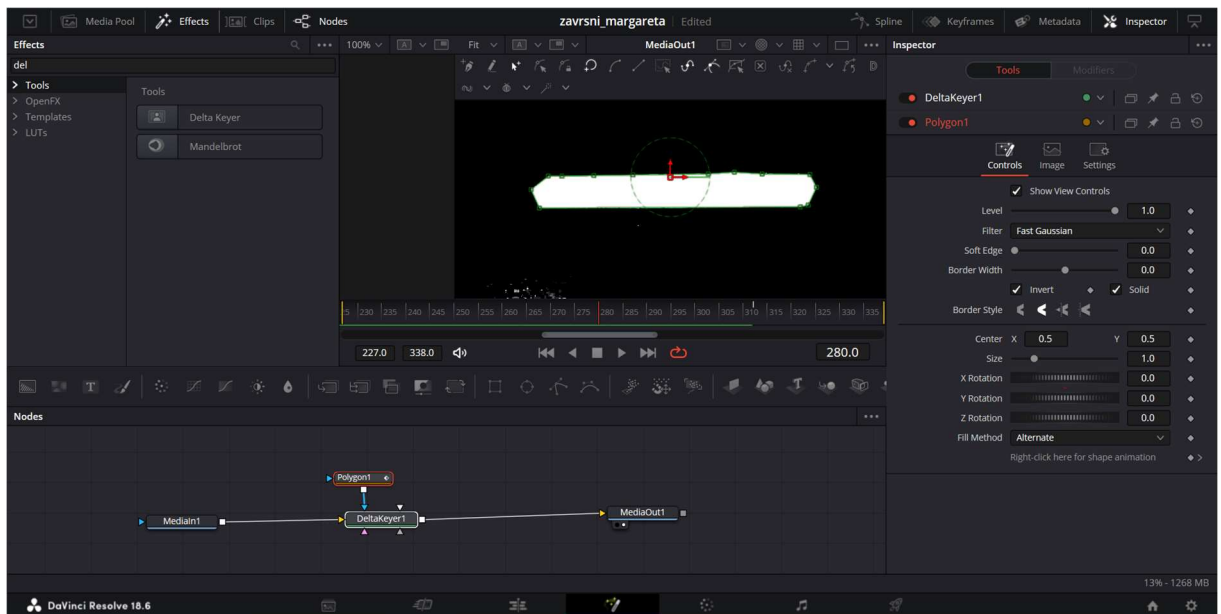 Media Pool Effects Clips Nodes zavrsni_margareta Edited Spline Keyframes Metadata Inspector
Effects 100% Fit MediaOut1 Inspector
del
Tools
OpenFX
Templates
LUTs
Tools
Delta Keyer
Mandelbrot
Tools Modifiers
DeltaKeyer1
Polygon1
Controls Image Settings
Show View Controls
Level 1.0
Filter Fast Gaussian
Soft Edge 0.0
Border Width 0.0
Invert Solid
Border Style
Center X 0.5 Y 0.5
Size 1.0
X Rotation 0.0
Y Rotation 0.0
Z Rotation 0.0
Fill Method Alternate
Right-click here for shape animation
230 235 240 245 250 255 260 265 270 275 280 285 290 295 300 305 310 315 320 325 330 335
227.0 338.0 280.0
T
Nodes
Polygon1
MediaIn1 DeltaKeyer1 MediaOut1
13% - 1268 MB
DaVinci Resolve 18.6